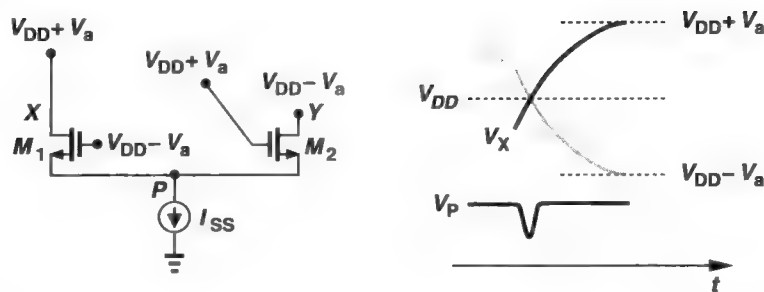 V_DD + V_a
V_DD + V_a
V_DD − V_a
X
Y
M_1
V_DD − V_a
M_2
P
I_SS
V_DD + V_a
V_DD
V_X
V_DD − V_a
V_P
t